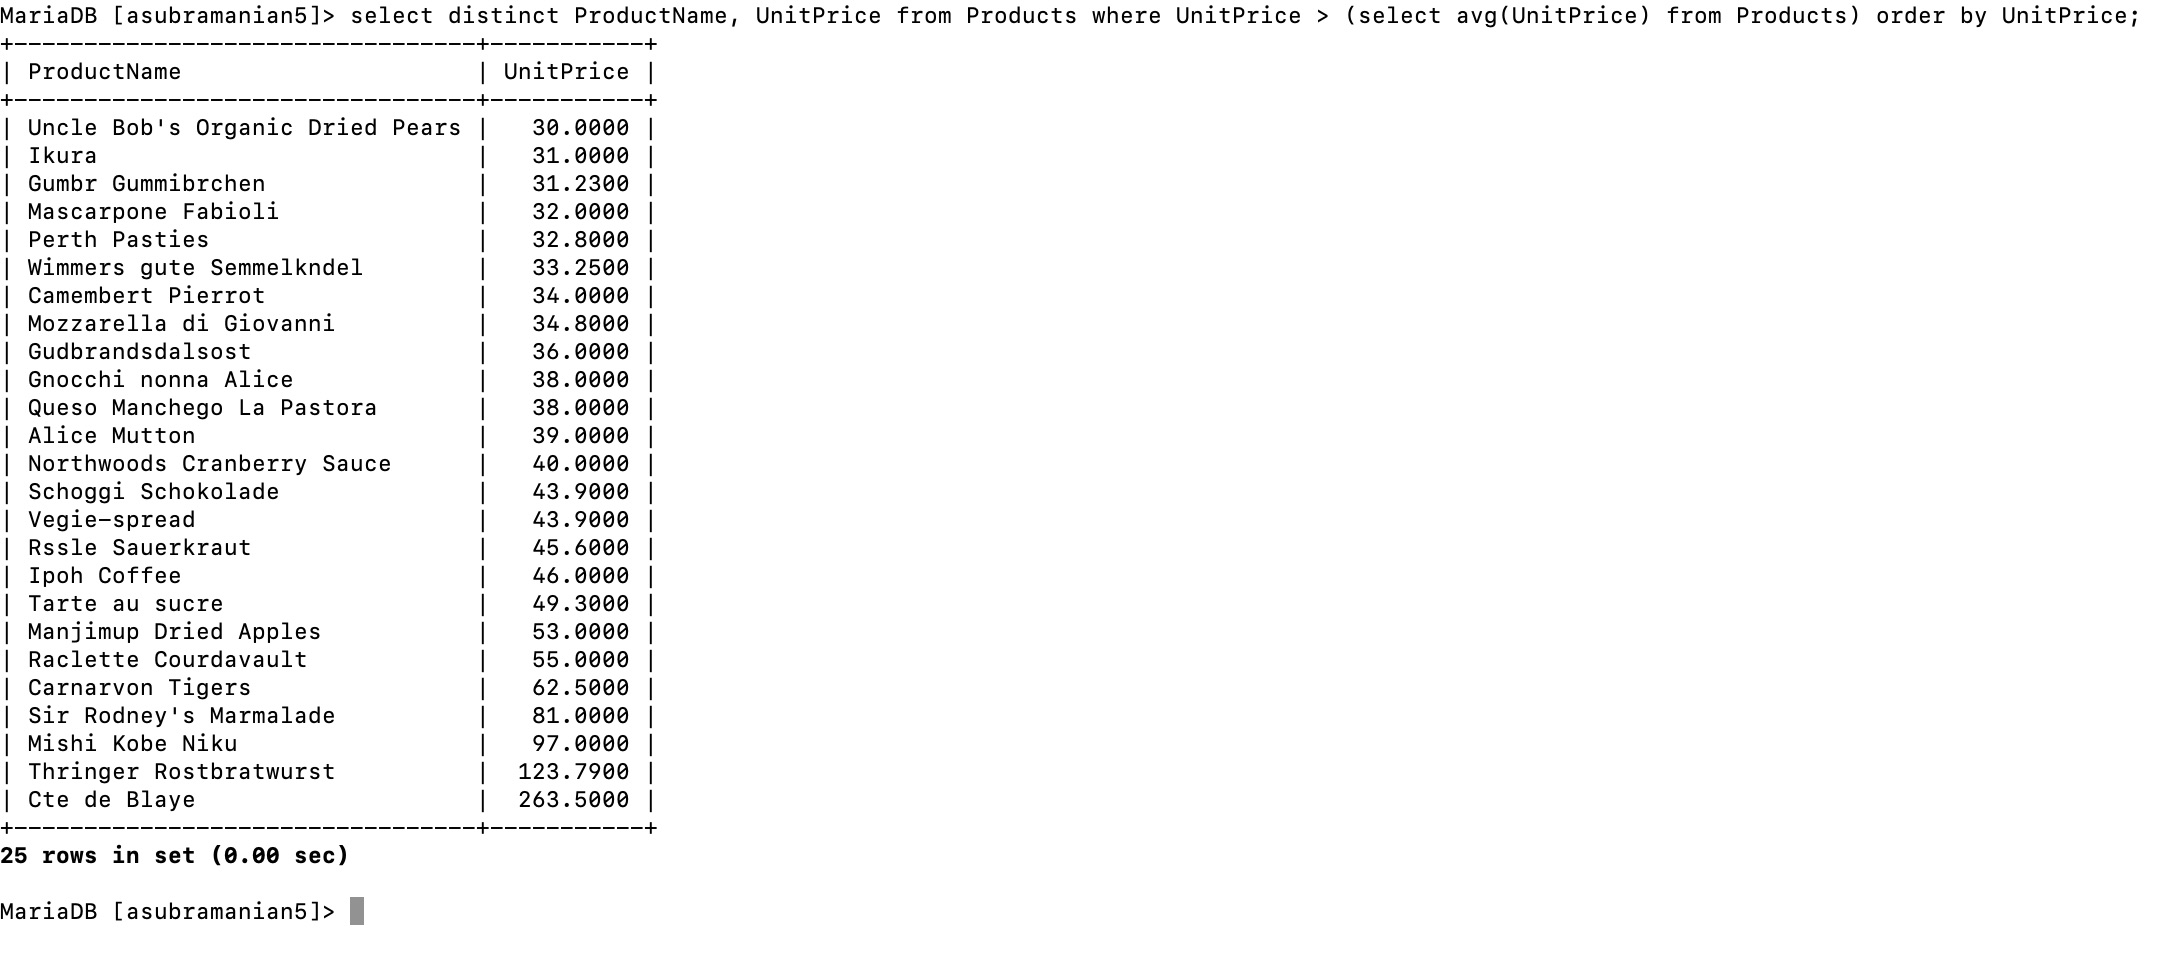 MariaDB [asubramanian5]> select distinct ProductName, UnitPrice from Products where UnitPrice > (select avg(UnitPrice) from Products) order by UnitPrice;
+---------------------------------+-----------+
| ProductName                     | UnitPrice |
+---------------------------------+-----------+
| Uncle Bob's Organic Dried Pears |   30.0000 |
| Ikura                           |   31.0000 |
| Gumbr Gummibrchen               |   31.2300 |
| Mascarpone Fabioli              |   32.0000 |
| Perth Pasties                   |   32.8000 |
| Wimmers gute Semmelkndel        |   33.2500 |
| Camembert Pierrot               |   34.0000 |
| Mozzarella di Giovanni          |   34.8000 |
| Gudbrandsdalsost                |   36.0000 |
| Gnocchi nonna Alice             |   38.0000 |
| Queso Manchego La Pastora       |   38.0000 |
| Alice Mutton                    |   39.0000 |
| Northwoods Cranberry Sauce      |   40.0000 |
| Schoggi Schokolade              |   43.9000 |
| Vegie-spread                    |   43.9000 |
| Rssle Sauerkraut                |   45.6000 |
| Ipoh Coffee                     |   46.0000 |
| Tarte au sucre                  |   49.3000 |
| Manjimup Dried Apples           |   53.0000 |
| Raclette Courdavault            |   55.0000 |
| Carnarvon Tigers                |   62.5000 |
| Sir Rodney's Marmalade          |   81.0000 |
| Mishi Kobe Niku                 |   97.0000 |
| Thringer Rostbratwurst          |  123.7900 |
| Cte de Blaye                    |  263.5000 |
+---------------------------------+-----------+
25 rows in set (0.00 sec)
MariaDB [asubramanian5]>